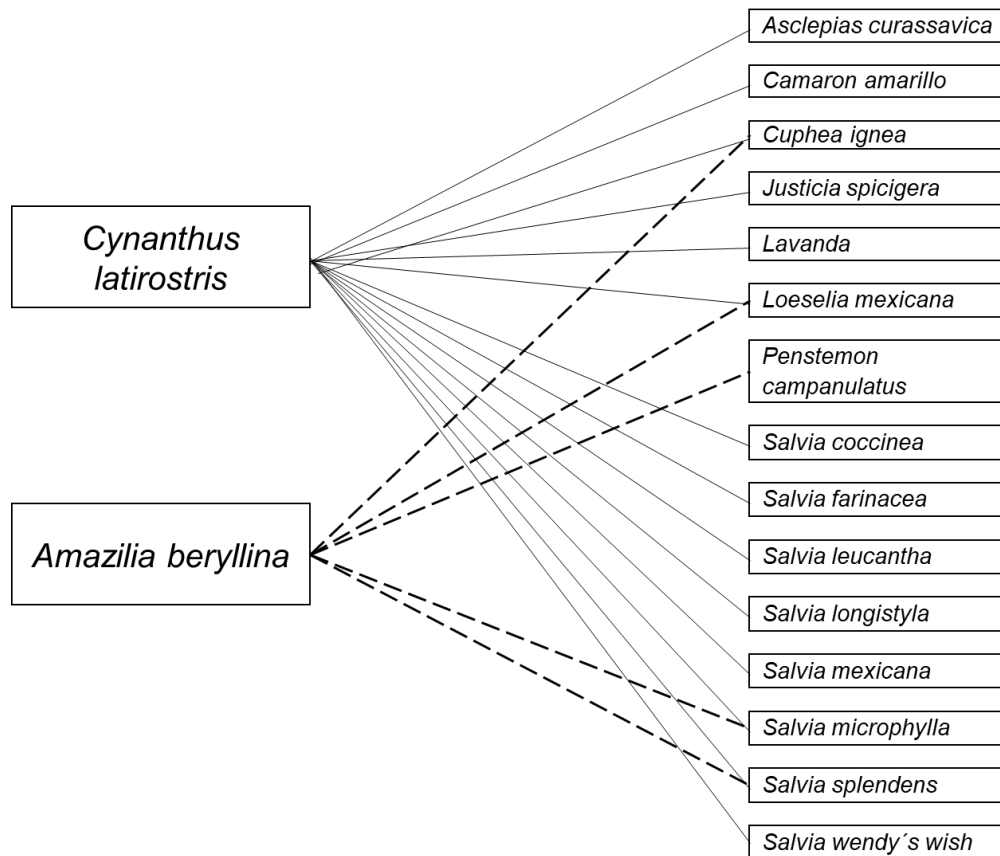 Cynanthus
latirostris
Amazilia beryllina
Asclepias curassavica
Camaron amarillo
Cuphea ignea
Justicia spicigera
Lavanda
Loeselia mexicana
Penstemon
campanulatus
Salvia coccinea
Salvia farinacea
Salvia leucantha
Salvia longistyla
Salvia mexicana
Salvia microphylla
Salvia splendens
Salvia wendy´s wish